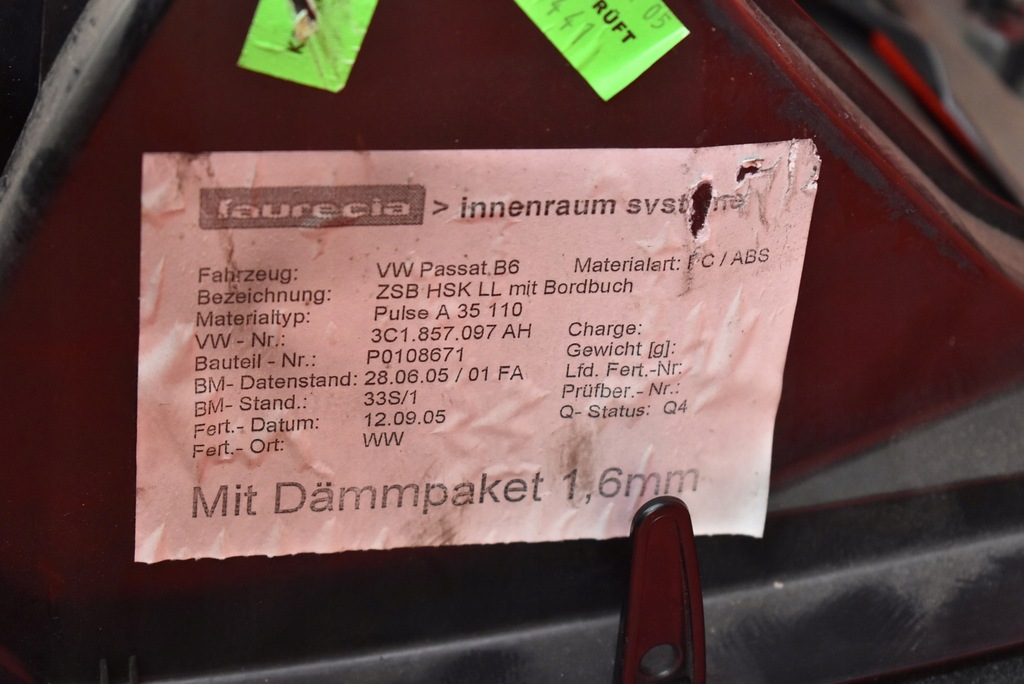 RÜFT
faurecia > innenraum systeme
Fahrzeug: VW Passat B6 Materialart: PC / ABS
Bezeichnung: ZSB HSK LL mit Bordbuch
Materialtyp: Pulse A 35 110
VW - Nr.: 3C1.857.097 AH Charge:
Bauteil - Nr.: P0108671 Gewicht [g]:
BM- Datenstand: 28.06.05 / 01 FA Lfd. Fert.-Nr:
BM- Stand.: 33S/1 Prüfber.- Nr.:
Fert.- Datum: 12.09.05 Q- Status: Q4
Fert.- Ort: WW
Mit Dämmpaket 1,6mm